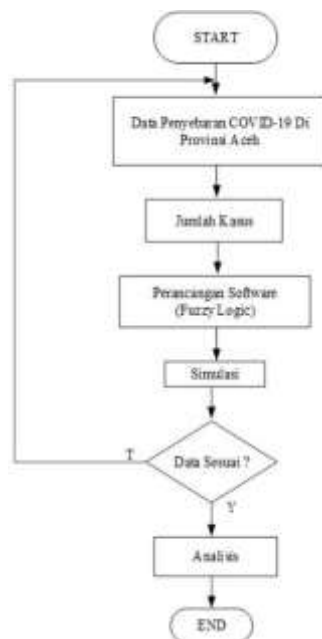 START
Data Penyebaran COVID-19 Di
Provinsi Aceh
Jumlah Kasus
Perancangan Software
(Fuzzy Logic)
Simulasi
T
Data Sesuai ?
Y
Analisis
END